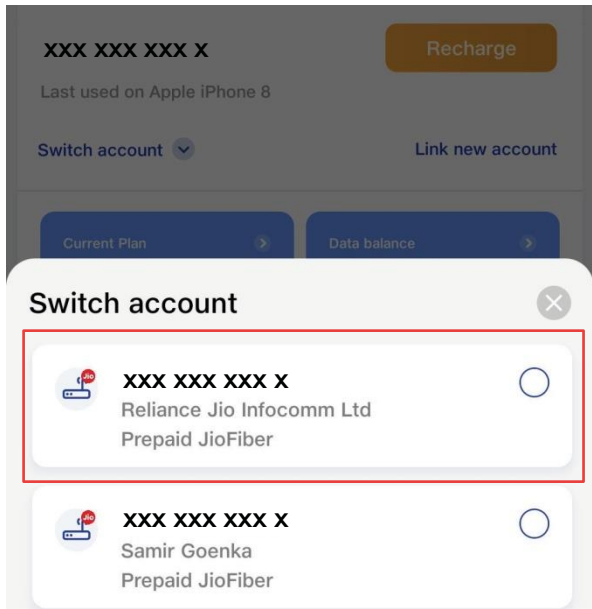 xxx xxx xxx x
Recharge
Last used on Apple iPhone 8
Switch account
Link new account
Current Plan
Data balance
Switch account
Jio
xxx xxx xxx x
Reliance Jio Infocomm Ltd
Prepaid JioFiber
Jio
xxx xxx xxx x
Samir Goenka
Prepaid JioFiber